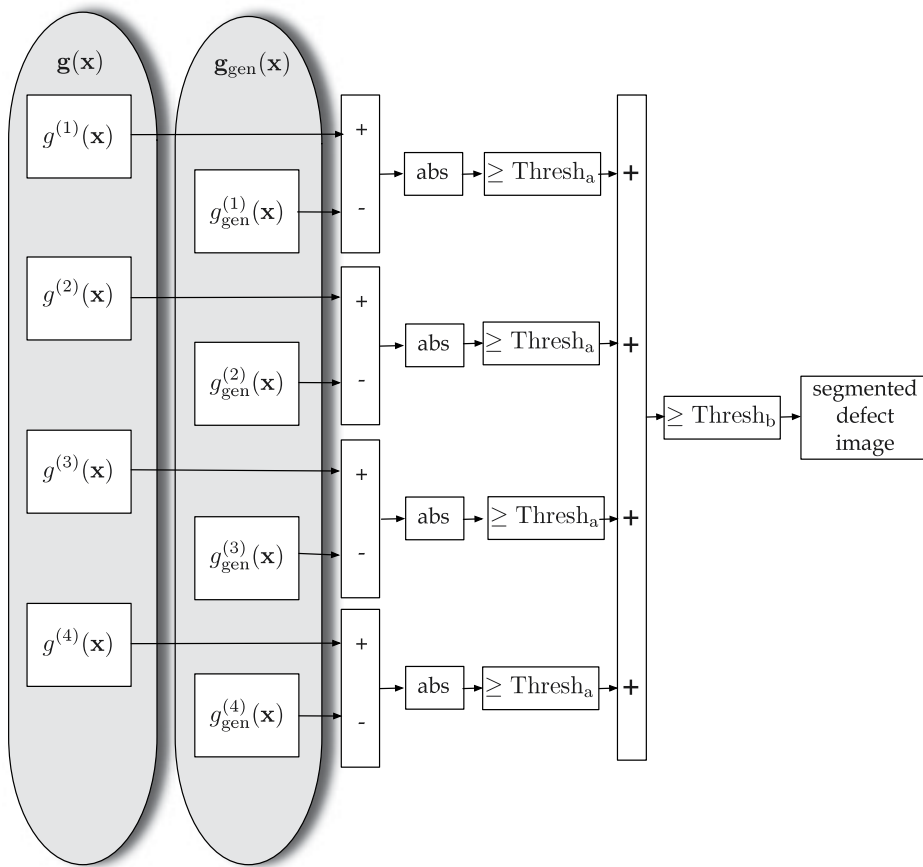 g(x)
g_gen(x)
g^(1)(x)
+
abs
≥ Thresh_a
+
g_gen^(1)(x)
-
g^(2)(x)
+
abs
≥ Thresh_a
+
g_gen^(2)(x)
-
≥ Thresh_b
segmented
defect
image
g^(3)(x)
+
abs
≥ Thresh_a
+
g_gen^(3)(x)
-
g^(4)(x)
+
abs
≥ Thresh_a
+
g_gen^(4)(x)
-